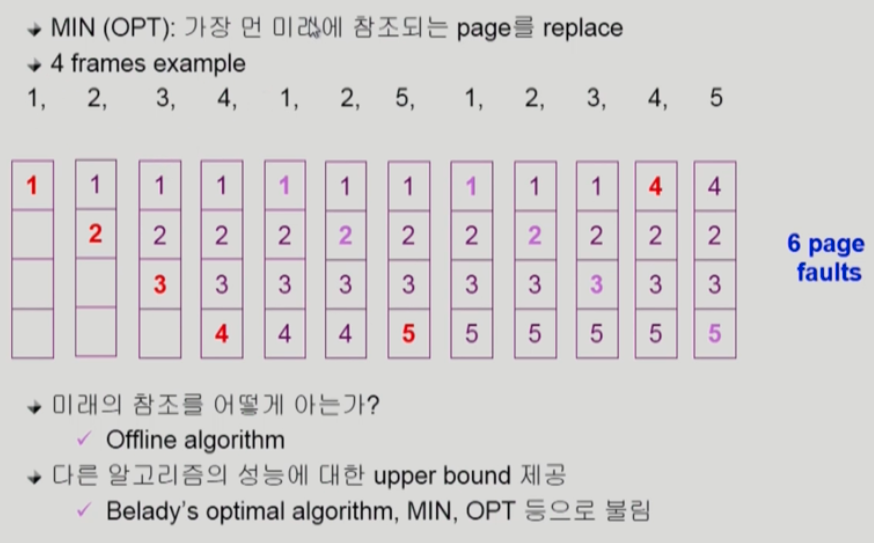 MIN (OPT): 가장 먼 미래에 참조되는 page를 replace
4 frames example
1, 2, 3, 4, 1, 2, 5, 1, 2, 3, 4, 5
1 1 1 1 1 1 1 1 1 1 4 4
2 2 2 2 2 2 2 2 2 2 2
3 3 3 3 3 3 3 3 3 3
4 4 4 5 5 5 5 5 5
6 page
faults
미래의 참조를 어떻게 아는가?
Offline algorithm
다른 알고리즘의 성능에 대한 upper bound 제공
Belady's optimal algorithm, MIN, OPT 등으로 불림